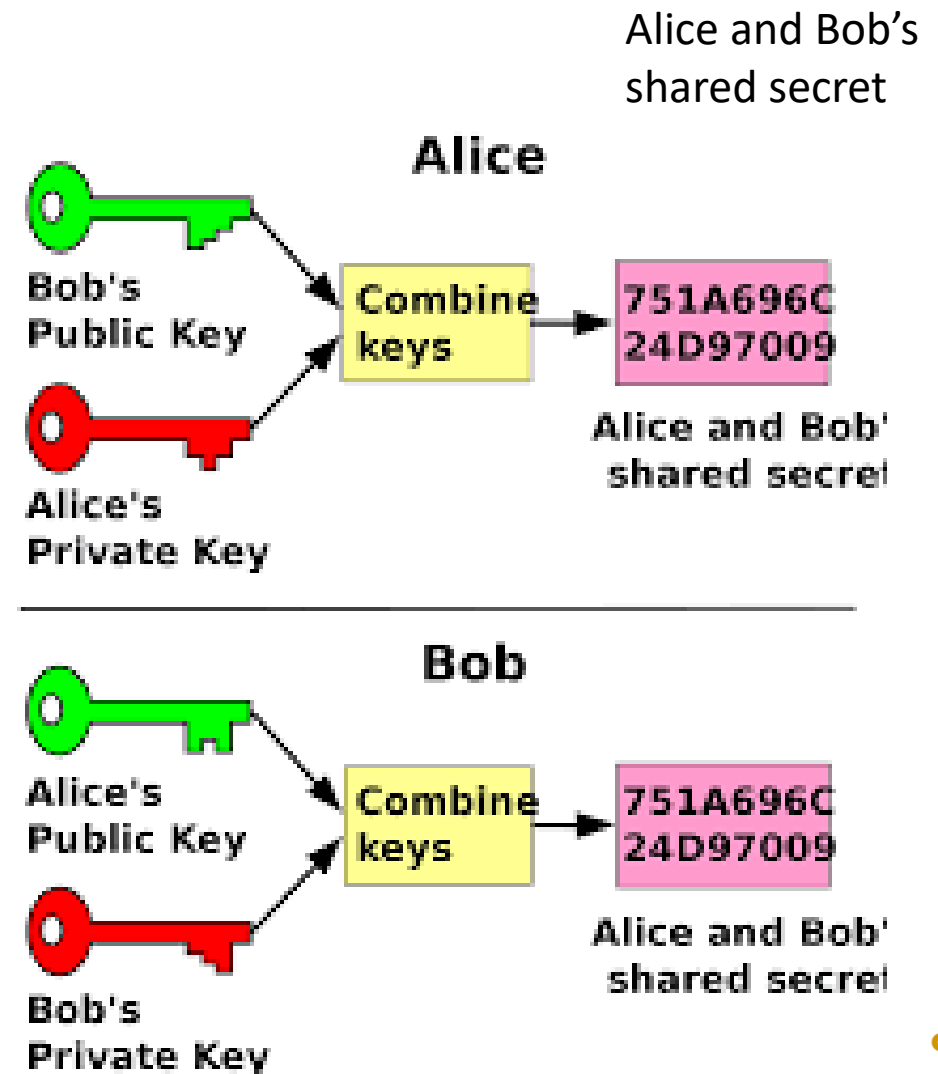 Alice and Bob’s
shared secret
Alice
Bob's
Public Key
Combine
keys
751A696C
24D97009
Alice and Bob'
shared secret
Alice's
Private Key
Bob
Alice's
Public Key
Combine
keys
751A696C
24D97009
Alice and Bob'
shared secret
Bob's
Private Key